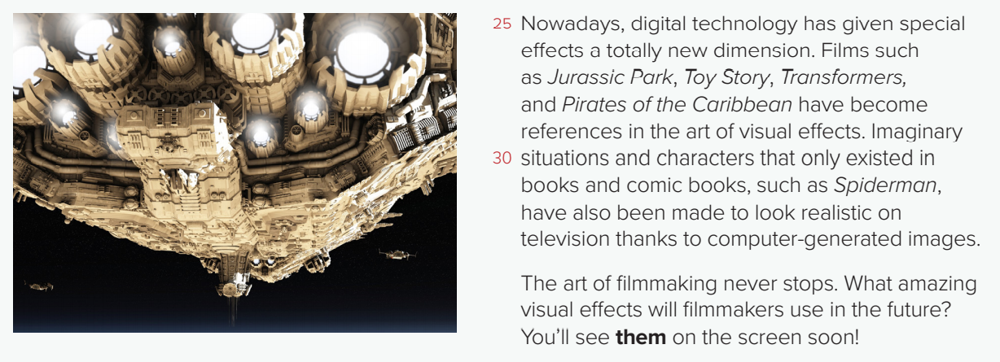 25 Nowadays, digital technology has given special
effects a totally new dimension. Films such
as Jurassic Park, Toy Story, Transformers,
and Pirates of the Caribbean have become
references in the art of visual effects. Imaginary
30 situations and characters that only existed in
books and comic books, such as Spiderman,
have also been made to look realistic on
television thanks to computer-generated images.
The art of filmmaking never stops. What amazing
visual effects will filmmakers use in the future?
You'll see them on the screen soon!